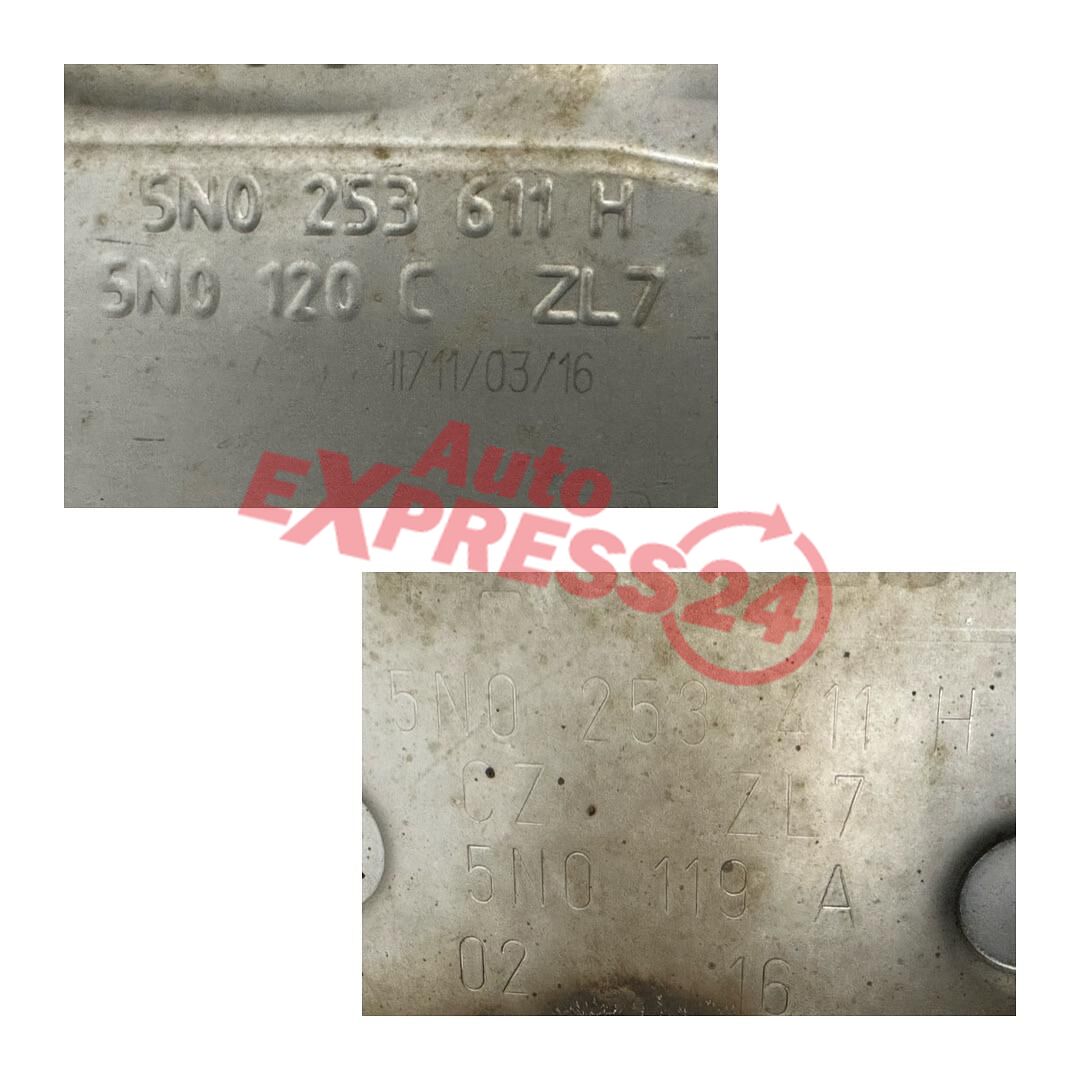 5N0 253 611 H
5N0 120 C ZL7
11/11/03/16
Auto
EXPRESS24
5N0 253 411 H
CZ ZL7
5N0 119 A
02 16